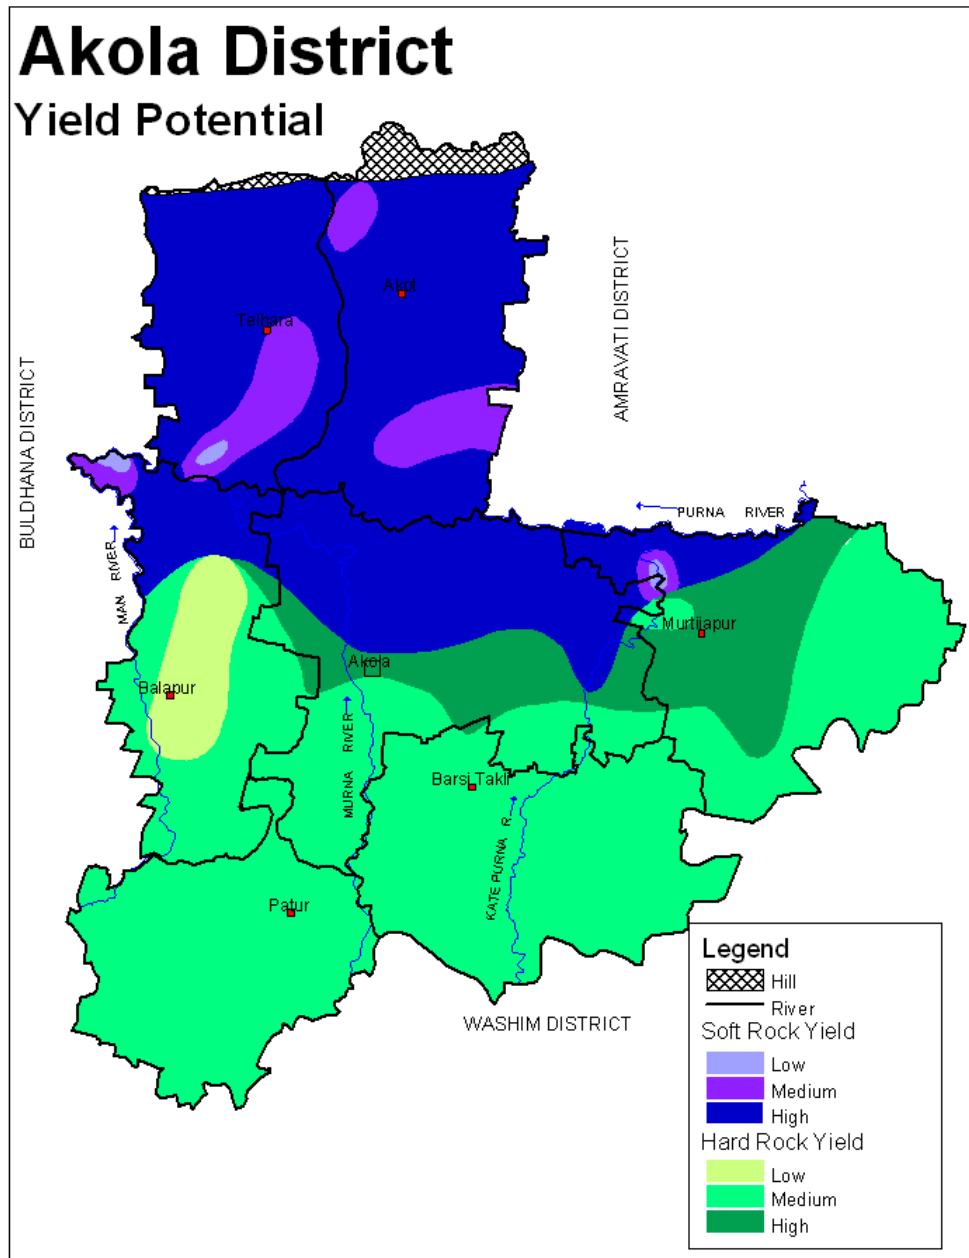 Akola District
Yield Potential
Akot
Telhara
BULDHANA DISTRICT
AMRAVATI DISTRICT
PURNA RIVER
MAN RIVER
Murtijapur
Akola
Balapur
MURNA RIVER
Barsi Takli
KATE PURNA R
Patur
WASHIM DISTRICT
Legend
Hill
River
Soft Rock Yield
Low
Medium
High
Hard Rock Yield
Low
Medium
High